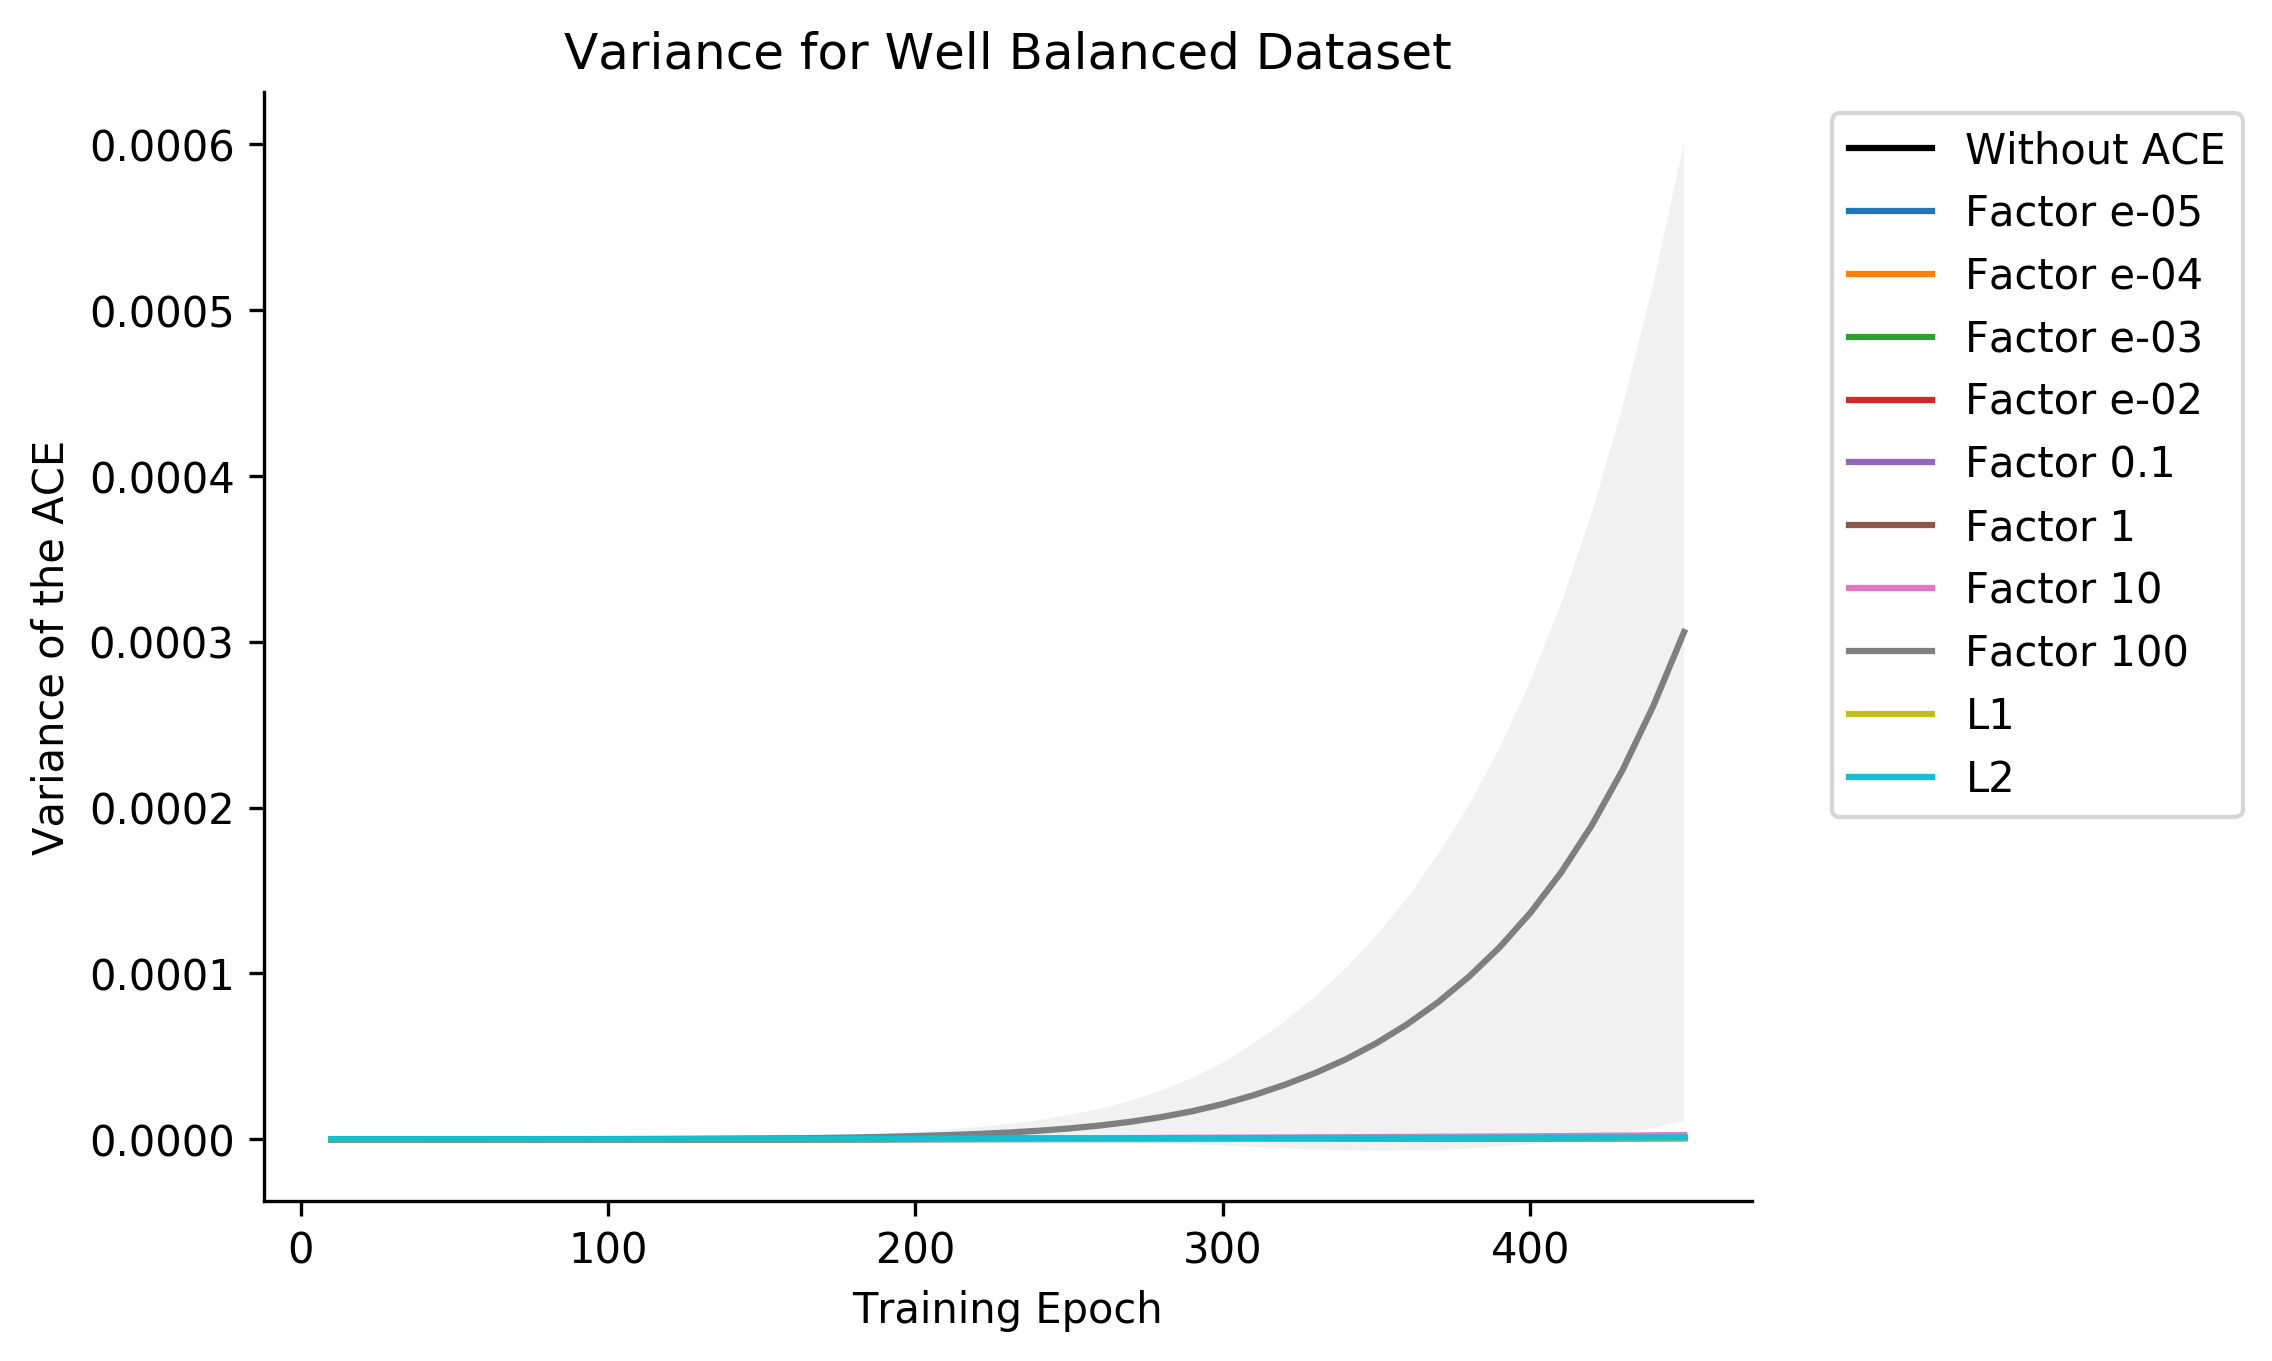 Variance for Well Balanced Dataset
Variance of the ACE
0.0006
0.0005
0.0004
0.0003
0.0002
0.0001
0.0000
0
100
200
300
400
Training Epoch
Without ACE
Factor e-05
Factor e-04
Factor e-03
Factor e-02
Factor 0.1
Factor 1
Factor 10
Factor 100
L1
L2